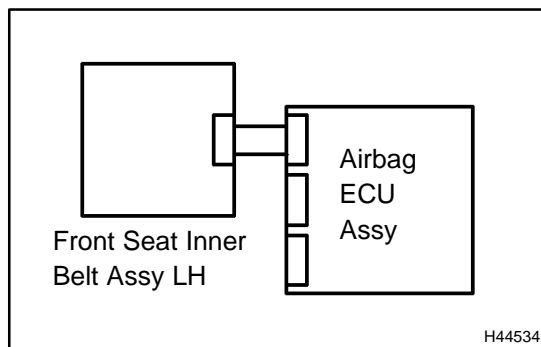 Airbag
ECU
Assy
Front Seat Inner
Belt Assy LH
H44534